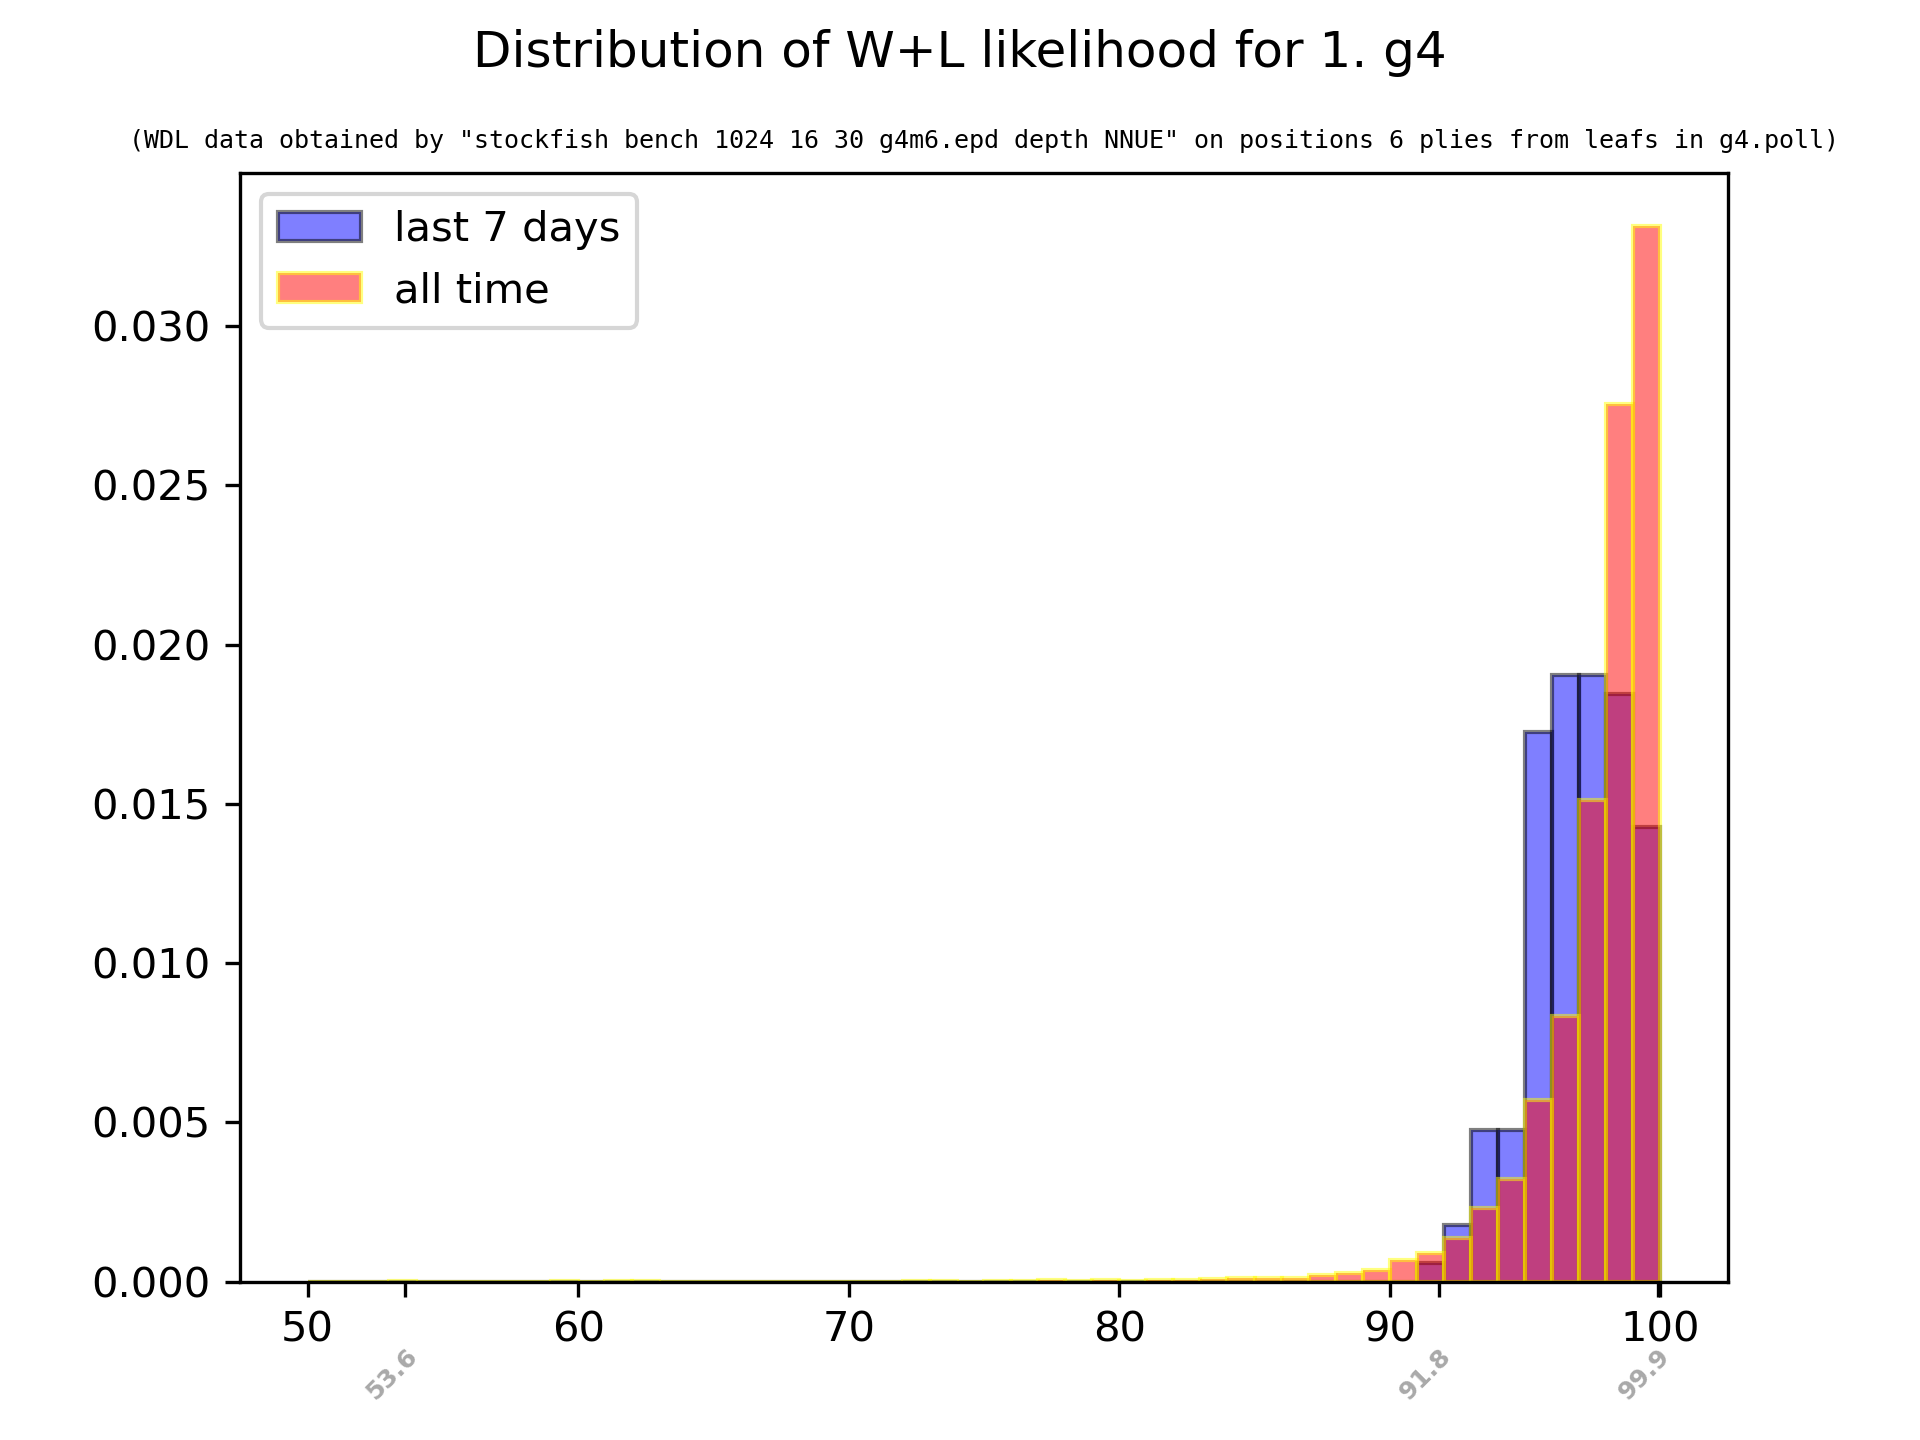 Distribution of W+L likelihood for 1. g4
(WDL data obtained by "stockfish bench 1024 16 30 g4m6.epd depth NNUE" on positions 6 plies from leafs in g4.poll)
last 7 days
all time
0.030
0.025
0.020
0.015
0.010
0.005
0.000
50 60 70 80 90 100
53.6 91.8 99.9